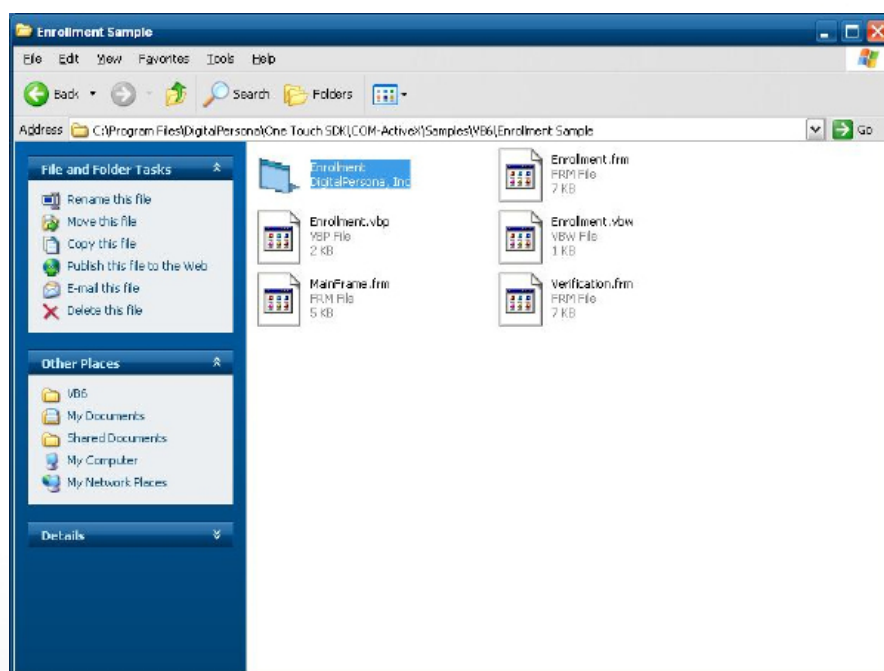 Enrollment Sample
File Edit View Favorites Tools Help
Back Search Folders
Address C:\Program Files\DigitalPersona\One Touch SDK\COM-ActiveX\Samples\VB6\Enrollment Sample Go
File and Folder Tasks
Rename this file
Move this file
Copy this file
Publish this file to the Web
E-mail this file
Delete this file
Other Places
VB6
My Documents
Shared Documents
My Computer
My Network Places
Details
Enrollment
DigitalPersona, Inc
Enrollment.frm
FRM File
7 KB
Enrollment.vbp
VBP File
2 KB
Enrollment.vbw
VBW File
1 KB
MainFrame.frm
FRM File
5 KB
Verification.frm
FRM File
7 KB